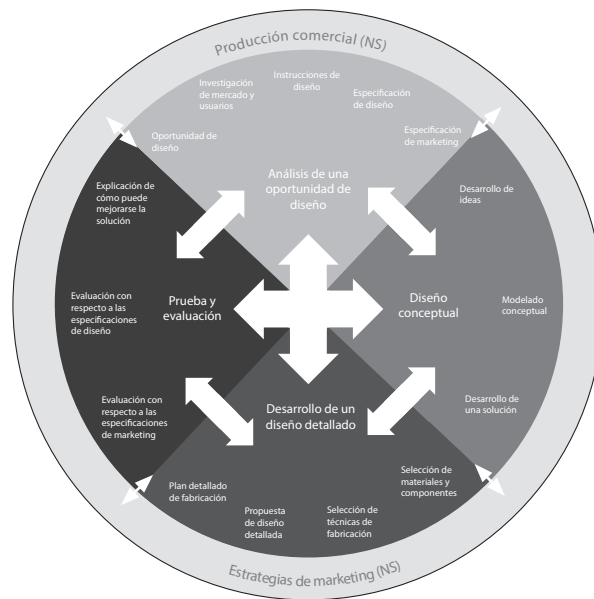 Producción comercial (NS)
Instrucciones de
diseño
Investigación
de mercado y
usuarios
Especificación
de diseño
Oportunidad de
diseño
Especificación
de marketing
Análisis de una
oportunidad de
diseño
Explicación de
cómo puede
mejorarse la
solución
Desarrollo de
ideas
Evaluación con
respecto a las
especificaciones
de diseño
Prueba y
evaluación
Diseño
conceptual
Modelado
conceptual
Evaluación con
respecto a las
especificaciones
de marketing
Desarrollo de un
diseño detallado
Desarrollo de
una solución
Plan detallado
de fabricación
Propuesta
de diseño
detallada
Selección de
técnicas de
fabricación
Selección de
materiales y
componentes
Estrategias de marketing (NS)